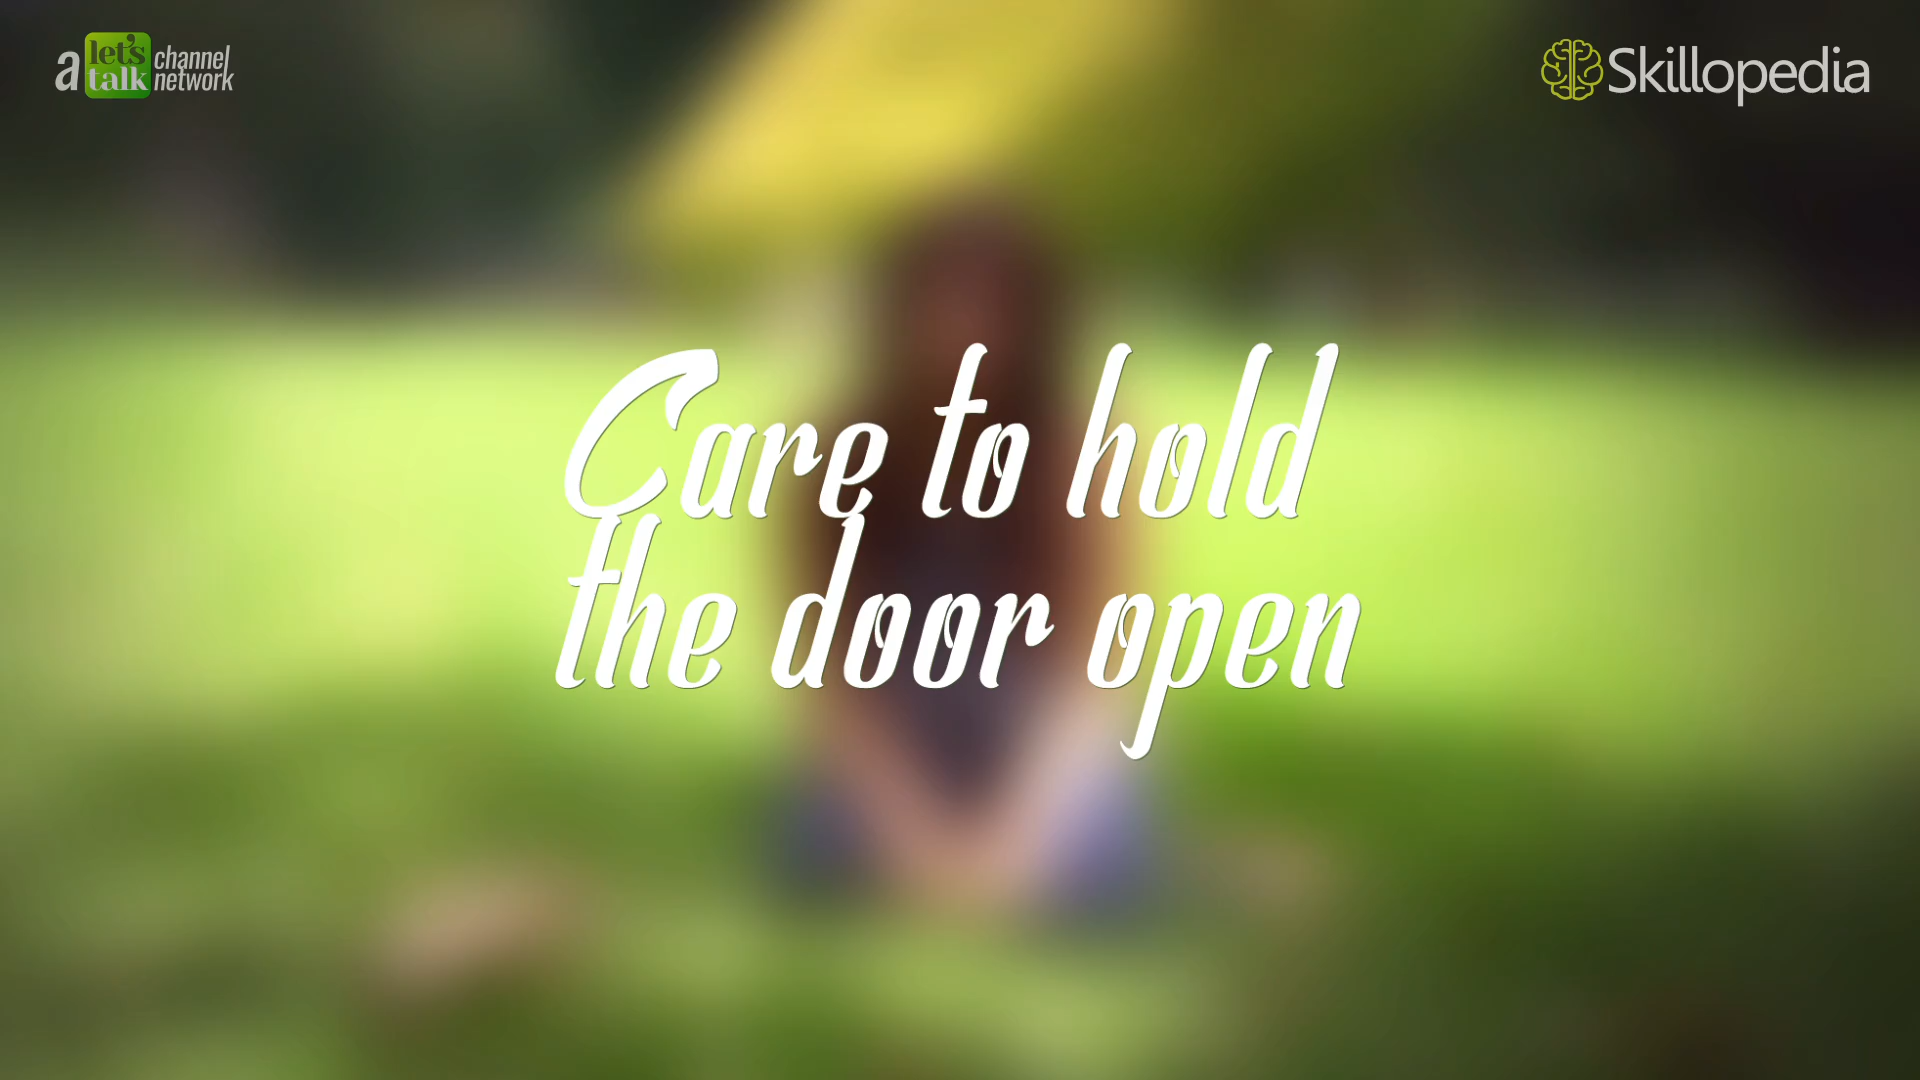 a let's talk channel network
Skillopedia
Care to hold
the door open